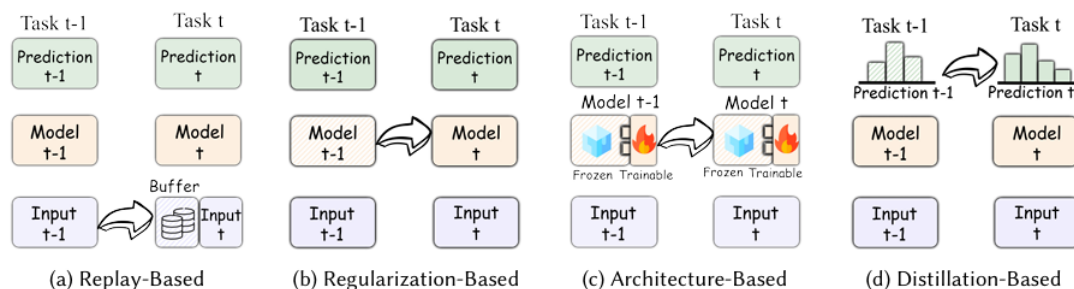 Task t-1
Task t
Prediction
t-1
Prediction
t
Model
t-1
Model
t
Buffer
Input
t-1
Input
t
(a) Replay-Based
Task t-1
Task t
Prediction
t-1
Prediction
t
Model
t-1
Model
t
Input
t-1
Input
t
(b) Regularization-Based
Task t-1
Task t
Prediction
t-1
Prediction
t
Model t-1
Model t
Frozen Trainable
Frozen Trainable
Input
t-1
Input
t
(c) Architecture-Based
Task t-1
Task t
Prediction t-1
Prediction t
Model
t-1
Model
t
Input
t-1
Input
t
(d) Distillation-Based